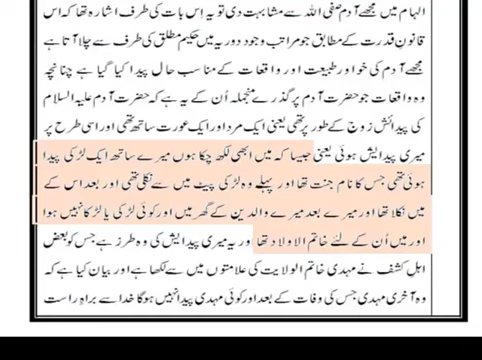 الہام میں مجھے آدم صفی اللہ سے مشابہت دی تو یہ اِس بات کی طرف اشارہ تھا کہ اس
قانونِ قدرت کے مطابق جو مراتب وجود دوریہ میں حکیم مطلق کی طرف سے چلا آتا ہے
مجھے آدم کی خو اور طبیعت اور واقعات کے مناسب حال پیدا کیا گیا ہے چنانچہ
وہ واقعات جو حضرت آدم پر گذرے منجملہ اُن کے یہ ہے کہ حضرت آدم علیہ السلام
کی پیدائش زوج کے طور پر تھی یعنی ایک مرد اور ایک عورت ساتھ تھی اور اسی طرح پر
میری پیدایش ہوئی یعنی جیسا کہ میں ابھی لکھ چکا ہوں میرے ساتھ ایک لڑکی پیدا
ہوئی تھی جس کا نام جنت تھا اور پہلے وہ لڑکی پیٹ میں سے نکلی تھی اور بعد اس کے
میں نکلا تھا اور میرے بعد میرے والدین کے گھر میں اور کوئی لڑکی یا لڑکا نہیں ہوا
اور میں اُن کے لئے خاتم الاولاد تھا اور یہ میری پیدایش کی وہ طرز ہے جس کو بعض
اہل کشف نے مہدی خاتم الولایت کی علامتوں میں سے لکھا ہے اور بیان کیا ہے کہ
وہ آخری مہدی جس کی وفات کے بعد اور کوئی مہدی پیدا نہیں ہوگا خدا سے براہِ راست